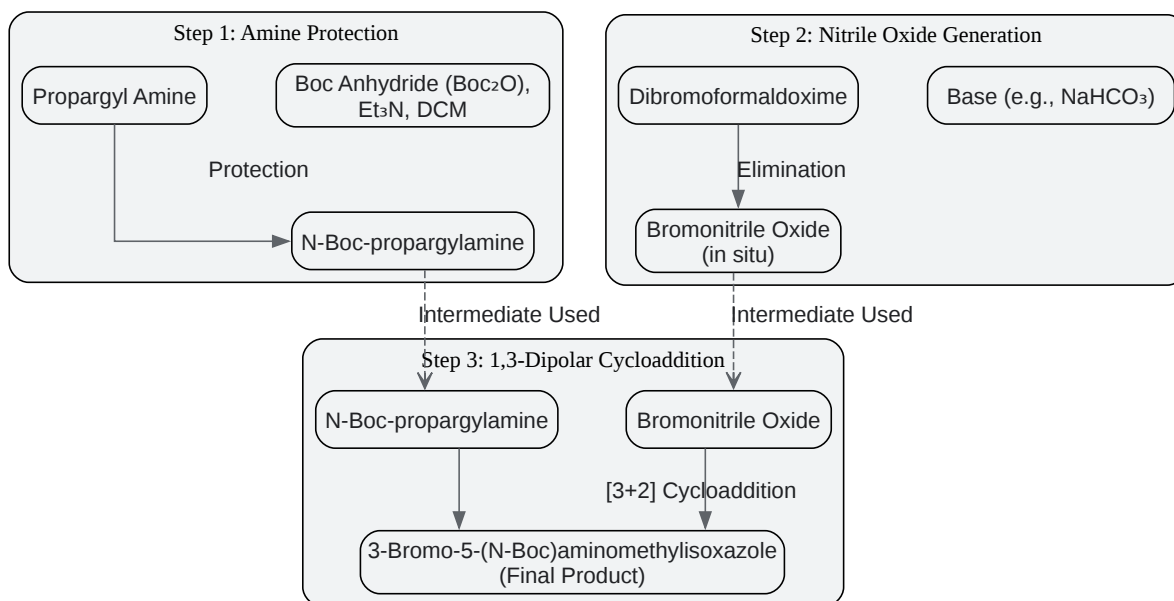 Step 1: Amine Protection
Propargyl Amine
Boc Anhydride (Boc₂O),
Et₃N, DCM
Protection
N-Boc-propargylamine
Step 2: Nitrile Oxide Generation
Dibromoformaldoxime
Base (e.g., NaHCO₃)
Elimination
Bromonitrile Oxide
(in situ)
Intermediate Used
Intermediate Used
Step 3: 1,3-Dipolar Cycloaddition
N-Boc-propargylamine
Bromonitrile Oxide
[3+2] Cycloaddition
3-Bromo-5-(N-Boc)aminomethylisoxazole
(Final Product)